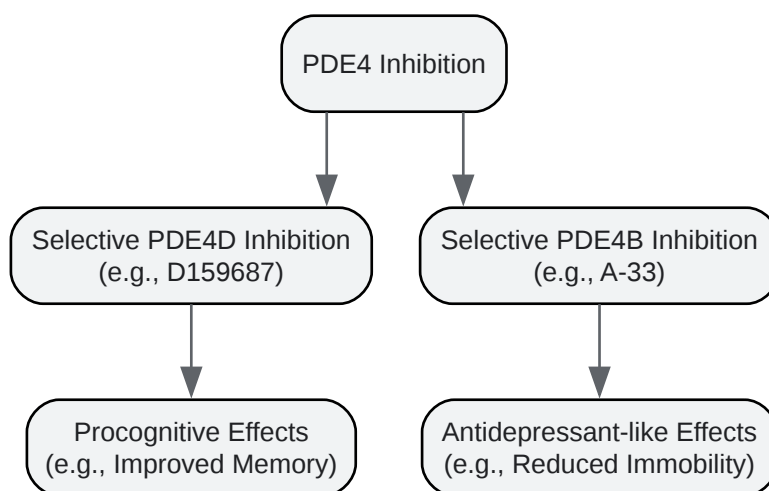 PDE4 Inhibition
Selective PDE4D Inhibition
(e.g., D159687)
Selective PDE4B Inhibition
(e.g., A-33)
Procognitive Effects
(e.g., Improved Memory)
Antidepressant-like Effects
(e.g., Reduced Immobility)